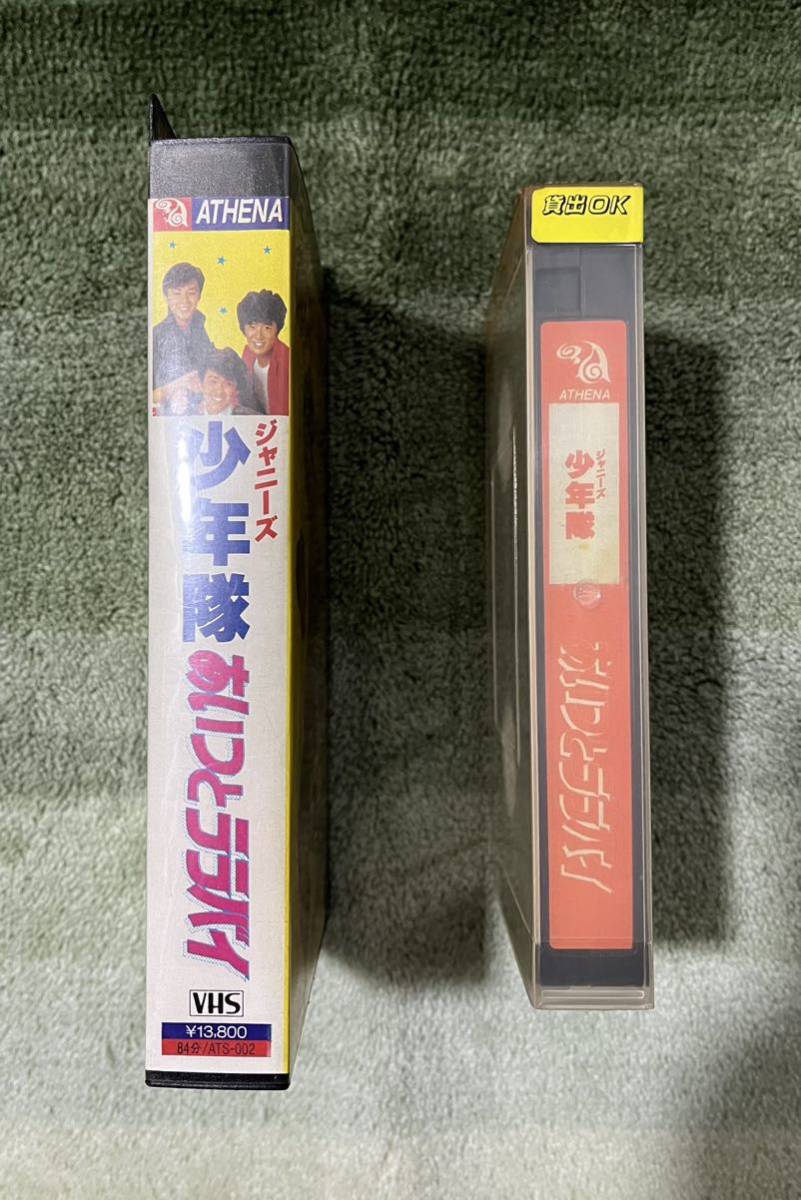 ATHENA
ジャニーズ
少年隊
あいつとララバイ
VHS
¥13,800
84分/ATS-002
貸出OK
ATHENA
ジャニーズ
少年隊
あいつとララバイ